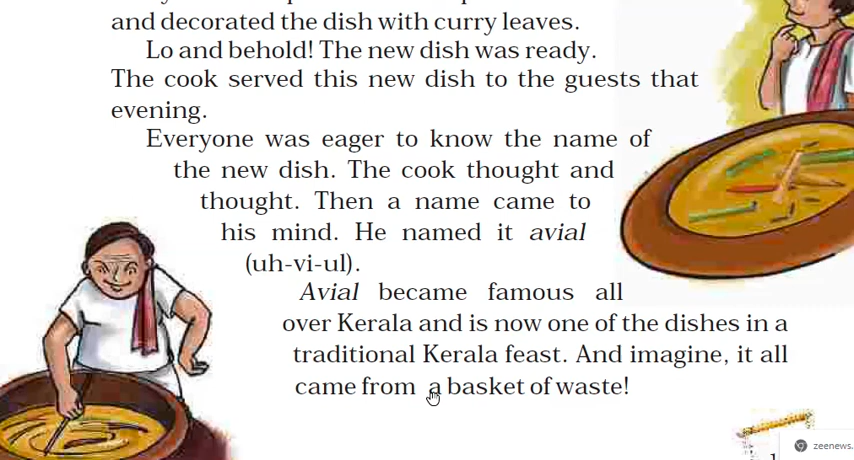 and decorated the dish with curry leaves.
Lo and behold! The new dish was ready.
The cook served this new dish to the guests that
evening.
Everyone was eager to know the name of
the new dish. The cook thought and
thought. Then a name came to
his mind. He named it avial
(uh-vi-ul).
Avial became famous all
over Kerala and is now one of the dishes in a
traditional Kerala feast. And imagine, it all
came from a basket of waste!
zeenews.